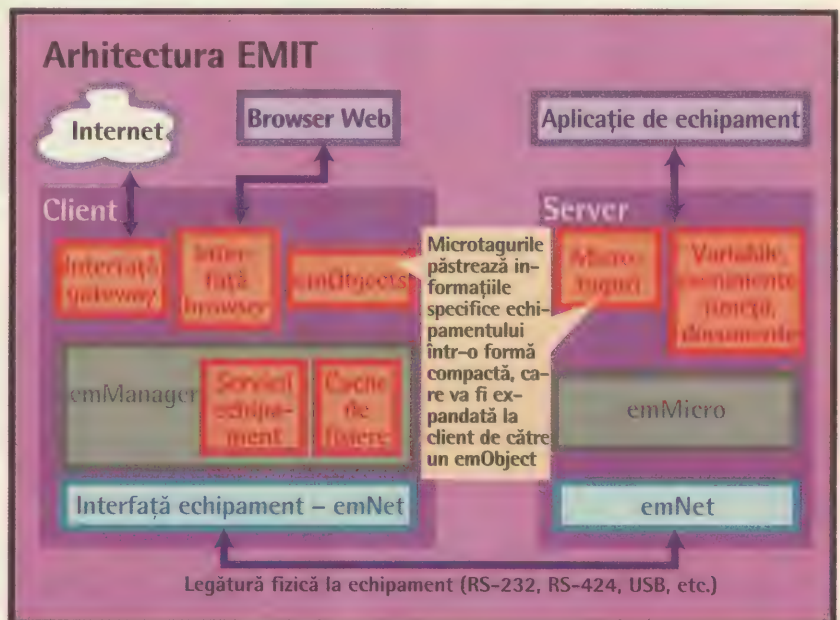 Arhitectura EMIT
Internet
Browser Web
Aplicație de echipament
Client
Server
Interfață
gateway
Inter-
față
browser
emObjects
Microtagurile
păstrează in-
formațiile
specifice echi-
pamentului
într-o formă
compactă, ca-
re va fi ex-
pandată la
client de către
un emObject
Micro-
taguri
Variabile,
evenimente
funcții,
documente
emManager
Servicii
echipa-
ment
Cache
de
fișiere
emMicro
Interfață echipament – emNet
emNet
Legătură fizică la echipament (RS-232, RS-424, USB, etc.)